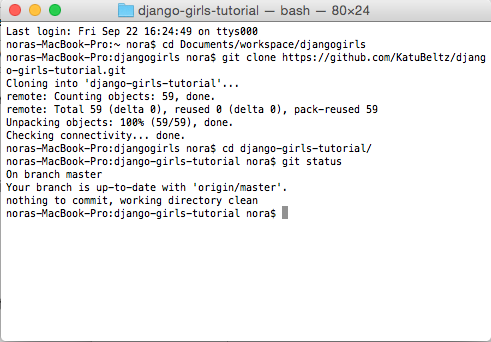 django-girls-tutorial — bash — 80×24
Last login: Fri Sep 22 16:24:49 on ttys000
noras-MacBook-Pro:~ nora$ cd Documents/workspace/djangogirls
noras-MacBook-Pro:djangogirls nora$ git clone https://github.com/KatuBeltz/djang
o-girls-tutorial.git
Cloning into 'django-girls-tutorial'...
remote: Counting objects: 59, done.
remote: Total 59 (delta 0), reused 0 (delta 0), pack-reused 59
Unpacking objects: 100% (59/59), done.
Checking connectivity... done.
noras-MacBook-Pro:djangogirls nora$ cd django-girls-tutorial/
noras-MacBook-Pro:django-girls-tutorial nora$ git status
On branch master
Your branch is up-to-date with 'origin/master'.
nothing to commit, working directory clean
noras-MacBook-Pro:django-girls-tutorial nora$